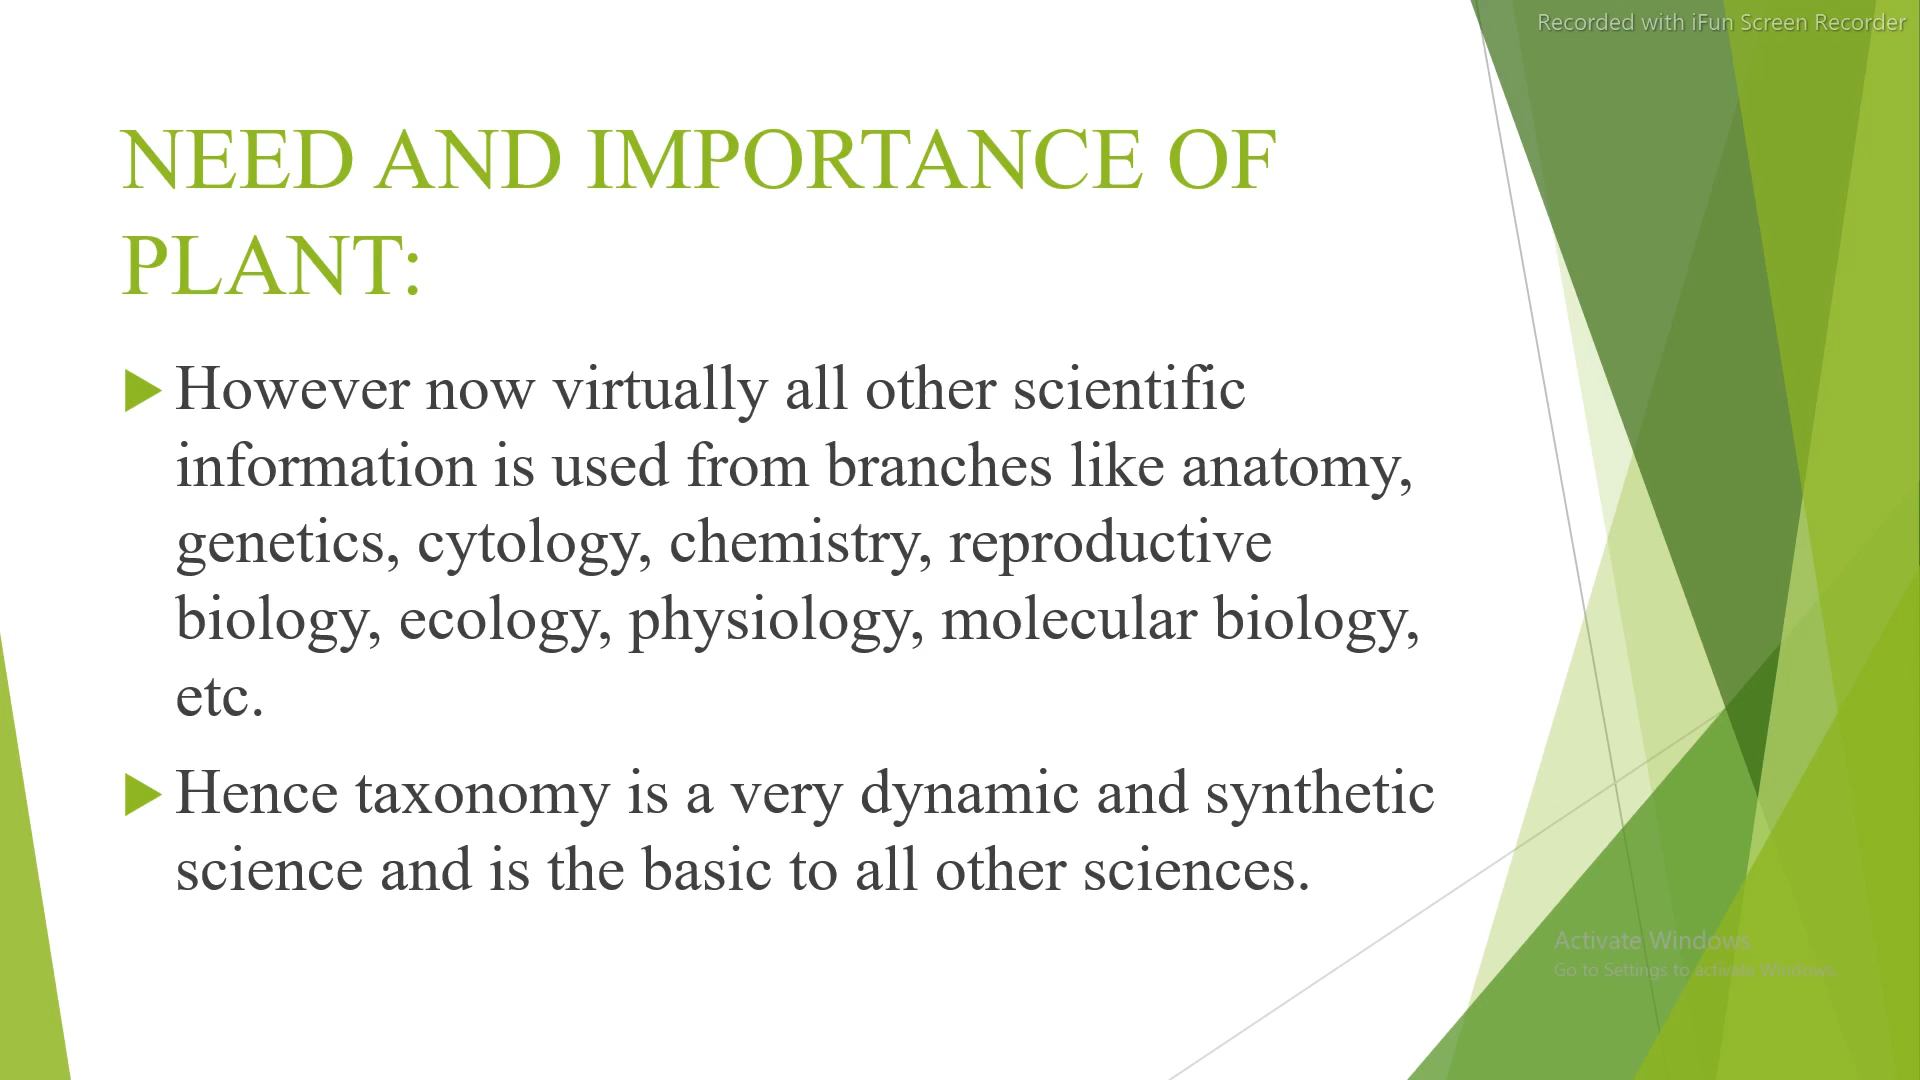 Recorded with iFun Screen Recorder
NEED AND IMPORTANCE OF
PLANT:
However now virtually all other scientific
information is used from branches like anatomy,
genetics, cytology, chemistry, reproductive
biology, ecology, physiology, molecular biology,
etc.
Hence taxonomy is a very dynamic and synthetic
science and is the basic to all other sciences.
Activate Windows
Go to Settings to activate Windows.